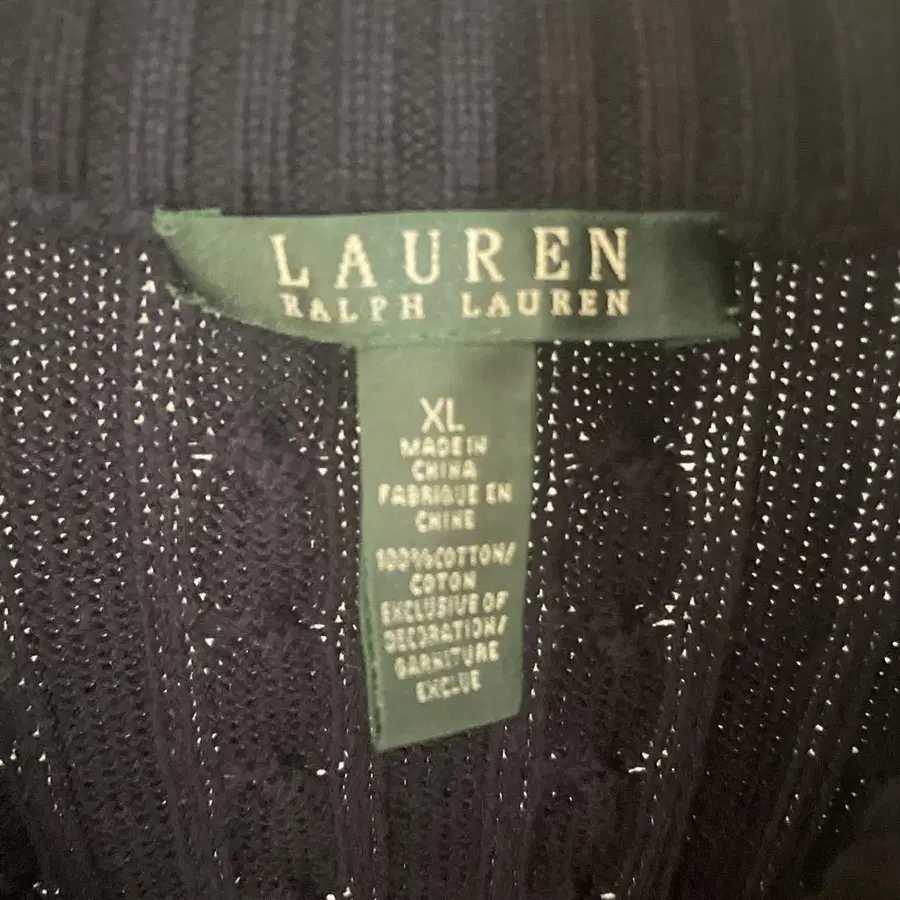 LAUREN
RALPH LAUREN
XL
MADE IN
CHINA
FABRIQUE EN
CHINE
100%COTTON/
COTON
EXCLUSIVE OF
DECORATION/
GARNITURE
EXCLUE